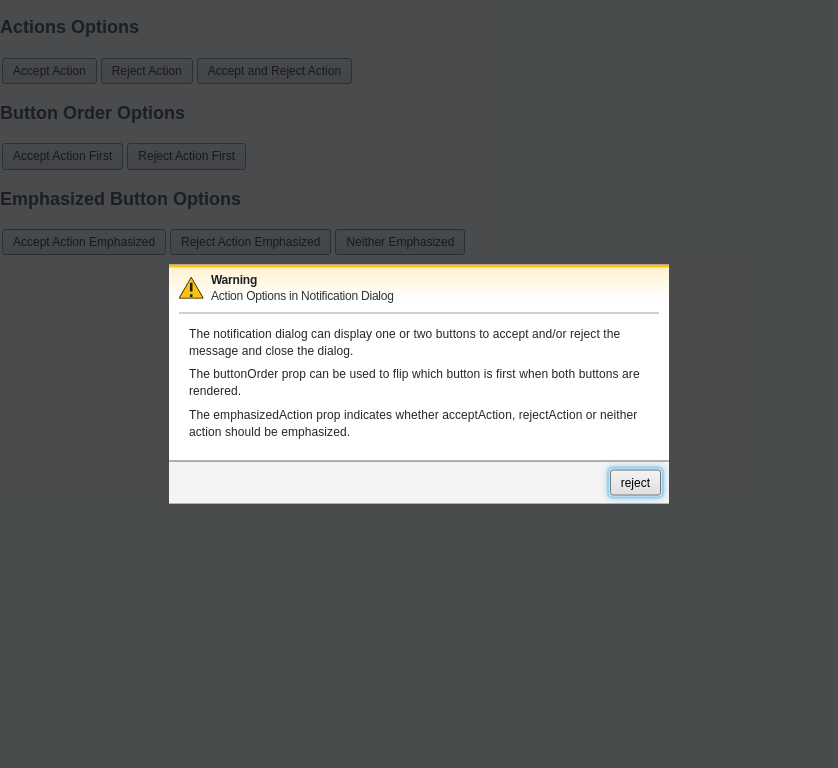 Actions Options
Accept Action Reject Action Accept and Reject Action
Button Order Options
Accept Action First Reject Action First
Emphasized Button Options
Accept Action Emphasized Reject Action Emphasized Neither Emphasized
Warning
Action Options in Notification Dialog
The notification dialog can display one or two buttons to accept and/or reject the
message and close the dialog.
The buttonOrder prop can be used to flip which button is first when both buttons are
rendered.
The emphasizedAction prop indicates whether acceptAction, rejectAction or neither
action should be emphasized.
reject